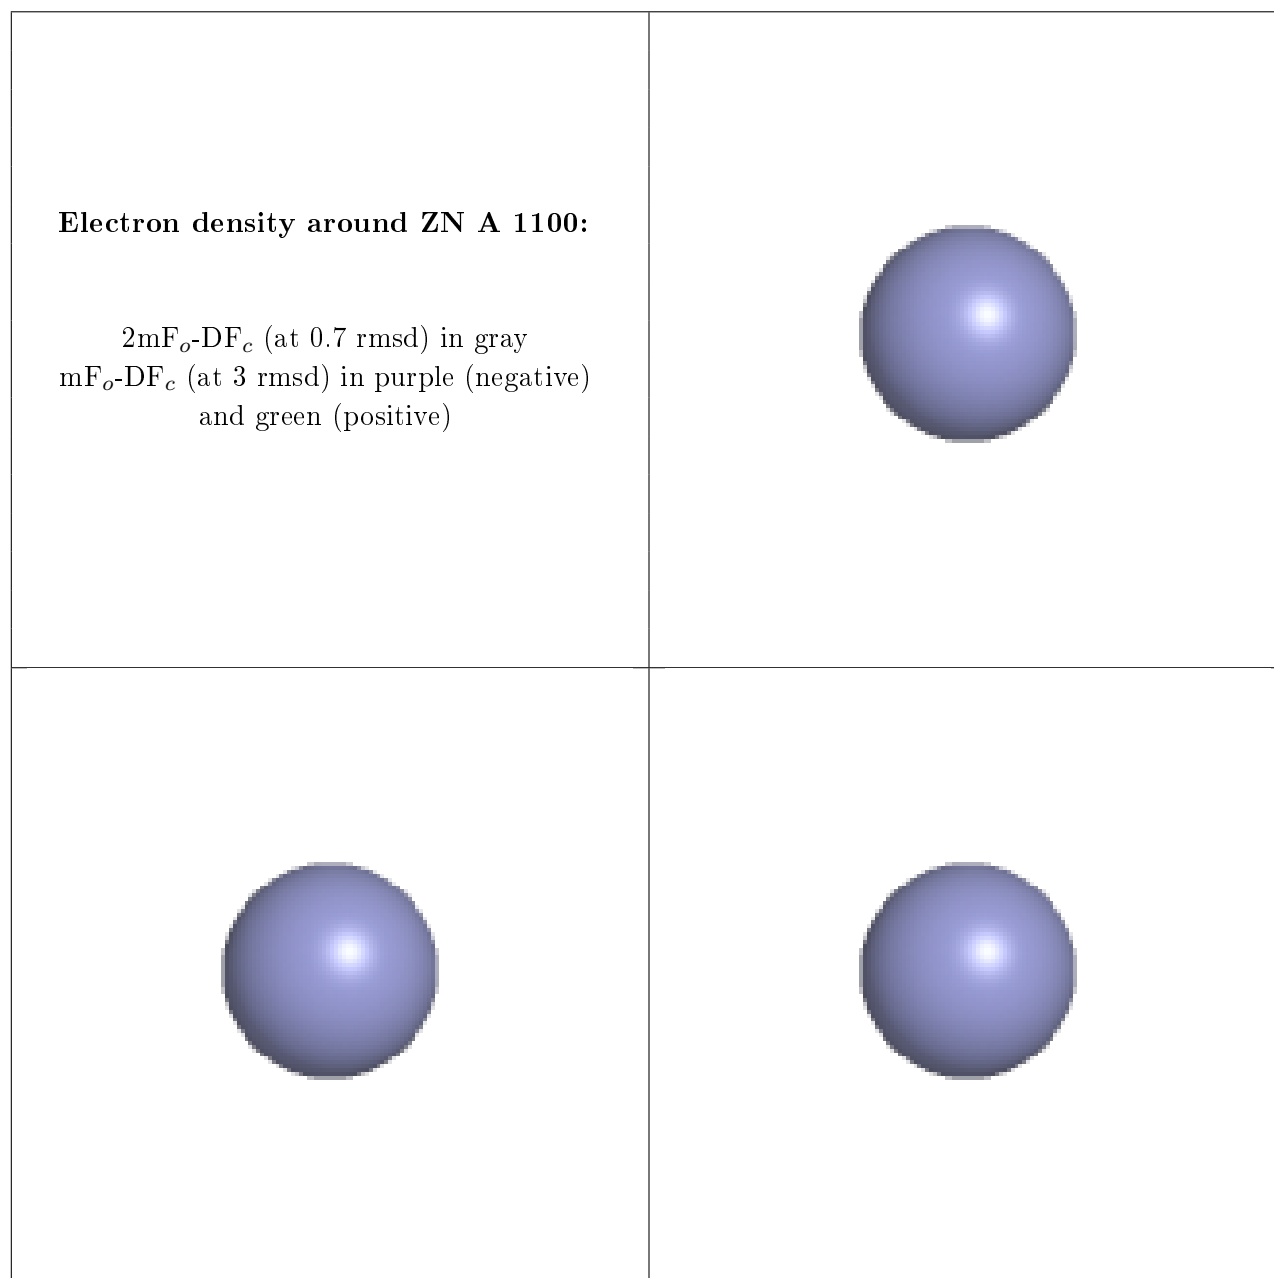 Electron density around ZN A 1100:
2mFo-DFc (at 0.7 rmsd) in gray
mFo-DFc (at 3 rmsd) in purple (negative)
and green (positive)